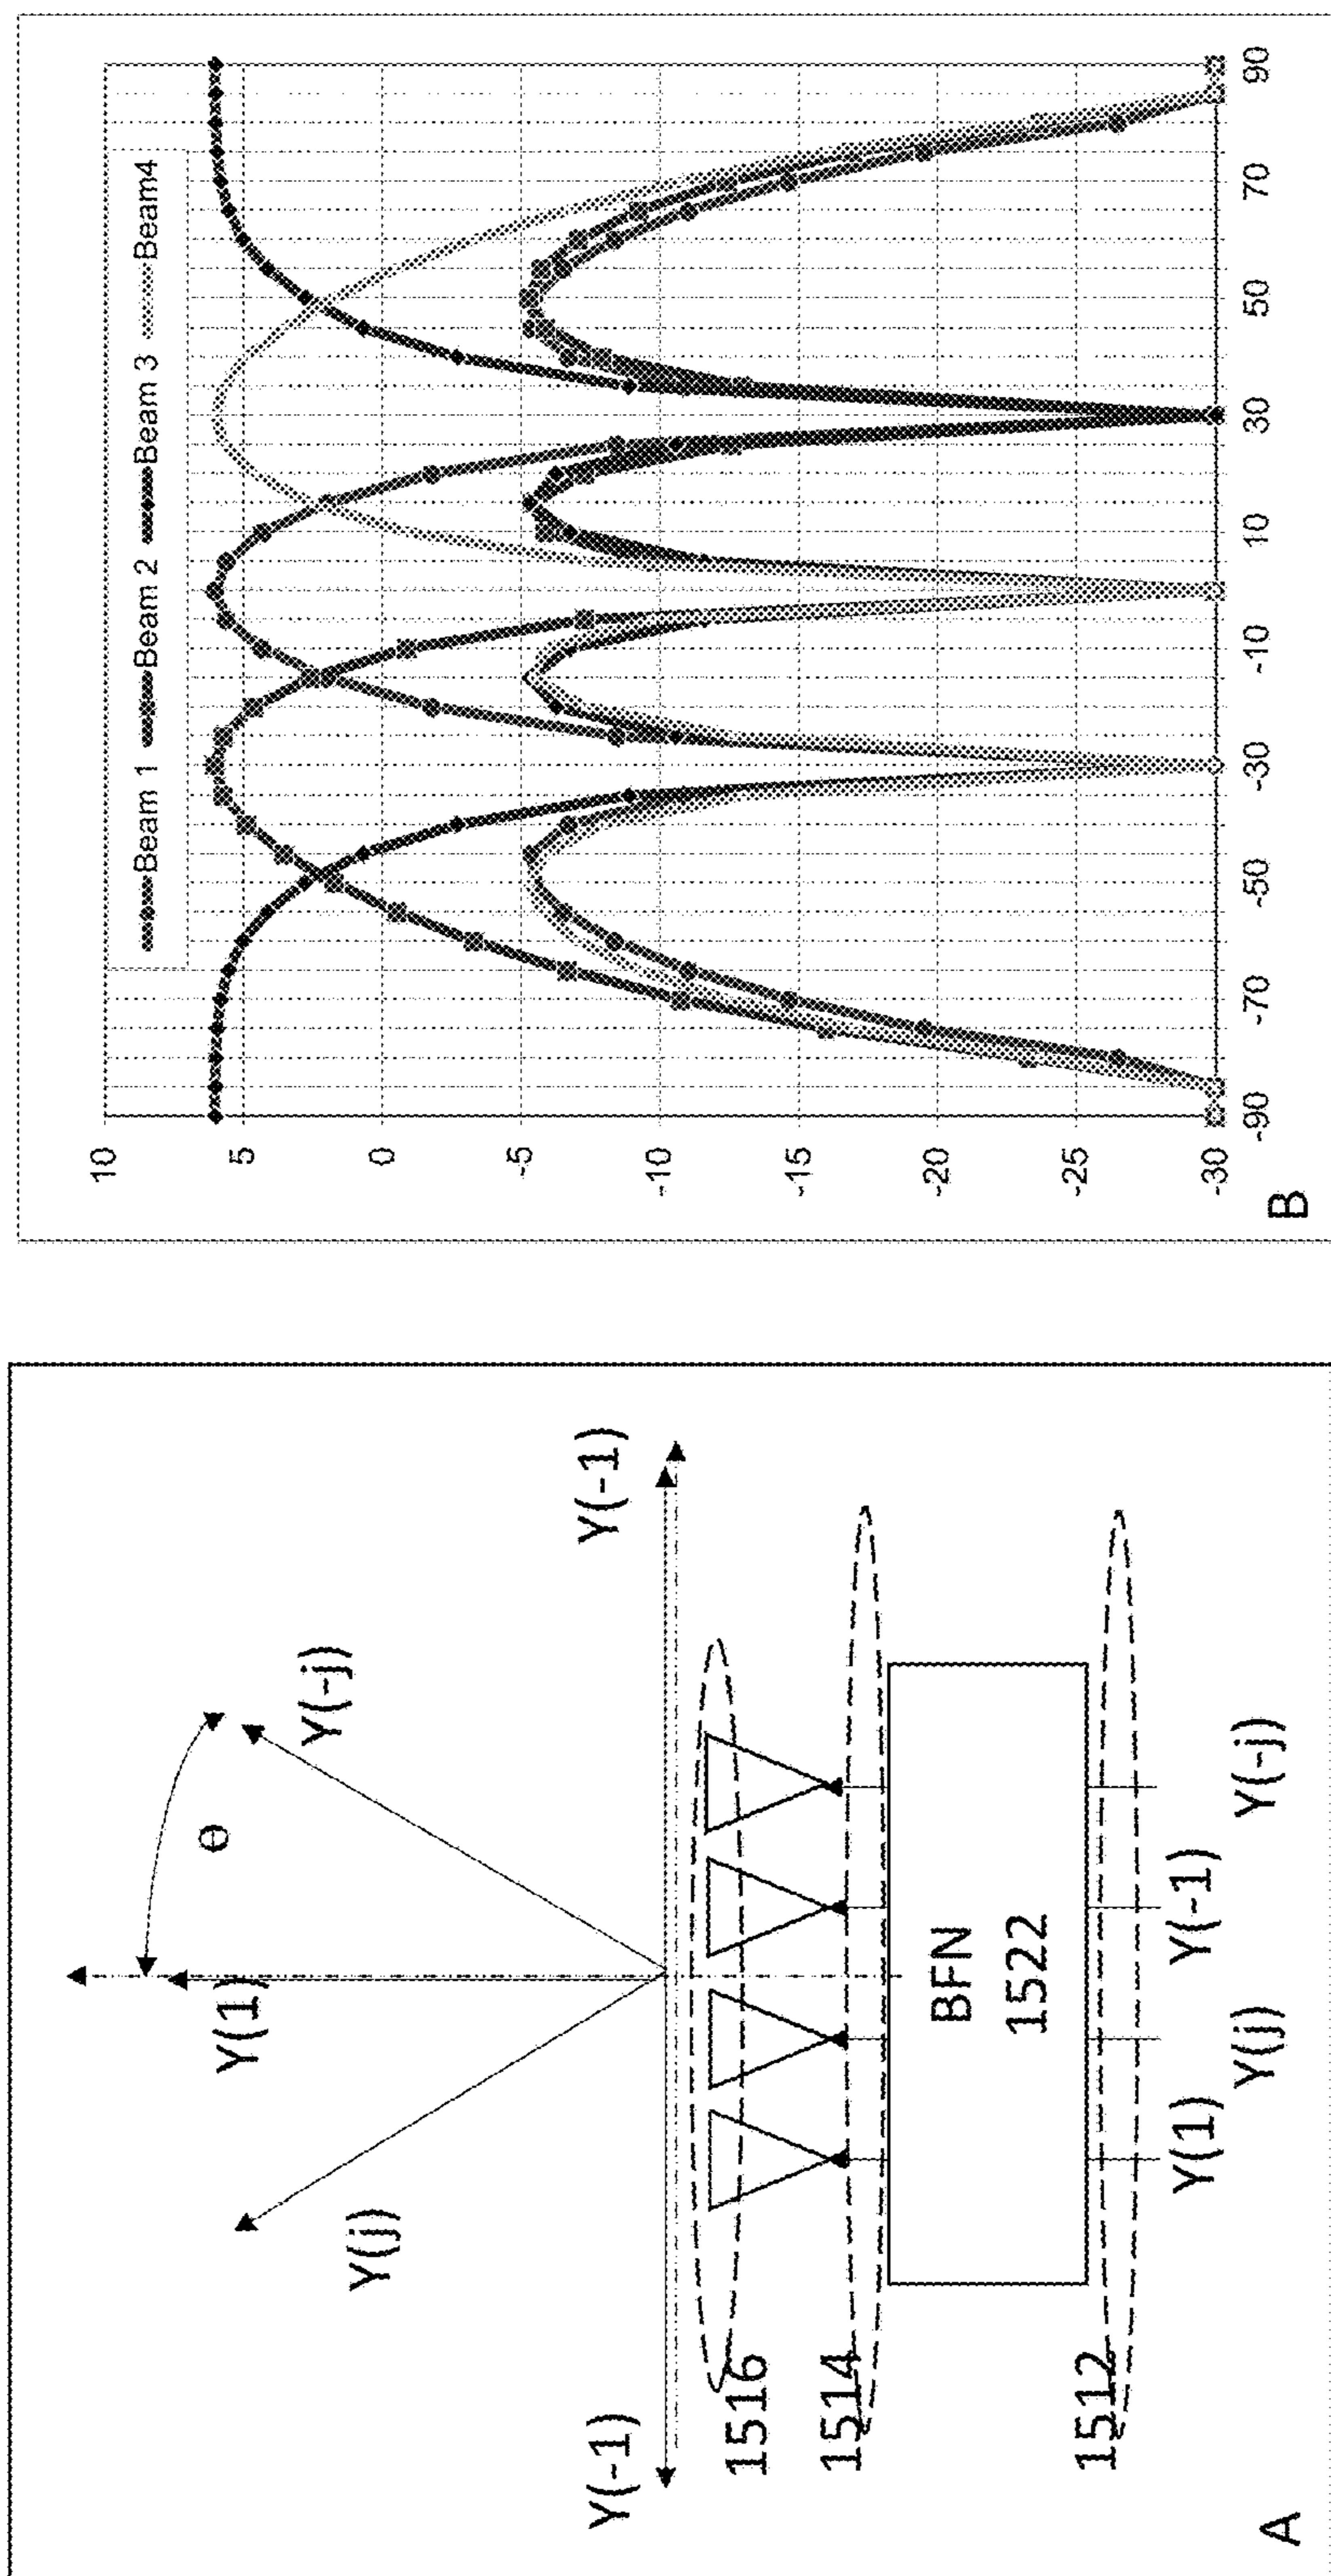 Y(-1)
Y(j)
Y(1)
Θ
Y(-j)
Y(-1)
1516
1514
1512
BFN
1522
Y(1)
Y(j)
Y(-1)
Y(-j)
A
Beam 1 Beam 2 Beam 3 Beam4
10
5
0
-5
-10
-15
-20
-25
-30
-90 -70 -50 -30 -10 10 30 50 70 90
B